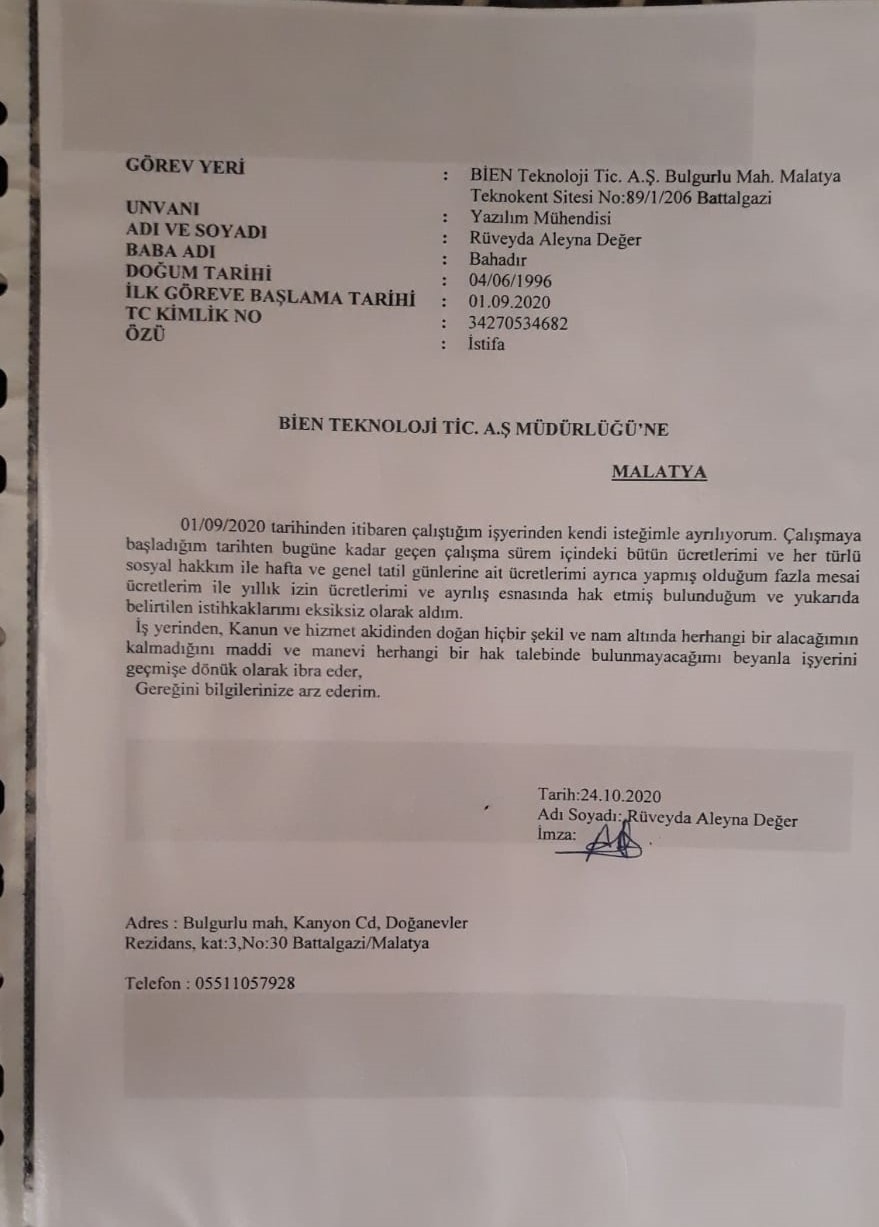 GÖREV YERİ : BİEN Teknoloji Tic. A.Ş. Bulgurlu Mah. Malatya
Teknokent Sitesi No:89/1/206 Battalgazi
UNVANI : Yazılım Mühendisi
ADI VE SOYADI : Rüveyda Aleyna Değer
BABA ADI : Bahadır
DOĞUM TARİHİ : 04/06/1996
İLK GÖREVE BAŞLAMA TARİHİ : 01.09.2020
TC KİMLİK NO : 34270534682
ÖZÜ : İstifa
BİEN TEKNOLOJİ TİC. A.Ş MÜDÜRLÜĞÜ'NE
MALATYA
01/09/2020 tarihinden itibaren çalıştığım işyerinden kendi isteğimle ayrılıyorum. Çalışmaya
başladığım tarihten bugüne kadar geçen çalışma sürem içindeki bütün ücretlerimi ve her türlü
sosyal hakkım ile hafta ve genel tatil günlerine ait ücretlerimi ayrıca yapmış olduğum fazla mesai
ücretlerim ile yıllık izin ücretlerimi ve ayrılış esnasında hak etmiş bulunduğum ve yukarıda
belirtilen istihkaklarımı eksiksiz olarak aldım.
İş yerinden, Kanun ve hizmet akidinden doğan hiçbir şekil ve nam altında herhangi bir alacağımın
kalmadığını maddi ve manevi herhangi bir hak talebinde bulunmayacağımı beyanla işyerini
geçmişe dönük olarak ibra eder,
Gereğini bilgilerinize arz ederim.
Tarih:24.10.2020
Adı Soyadı: Rüveyda Aleyna Değer
İmza:
Adres : Bulgurlu mah, Kanyon Cd, Doğanevler
Rezidans, kat:3,No:30 Battalgazi/Malatya
Telefon : 05511057928